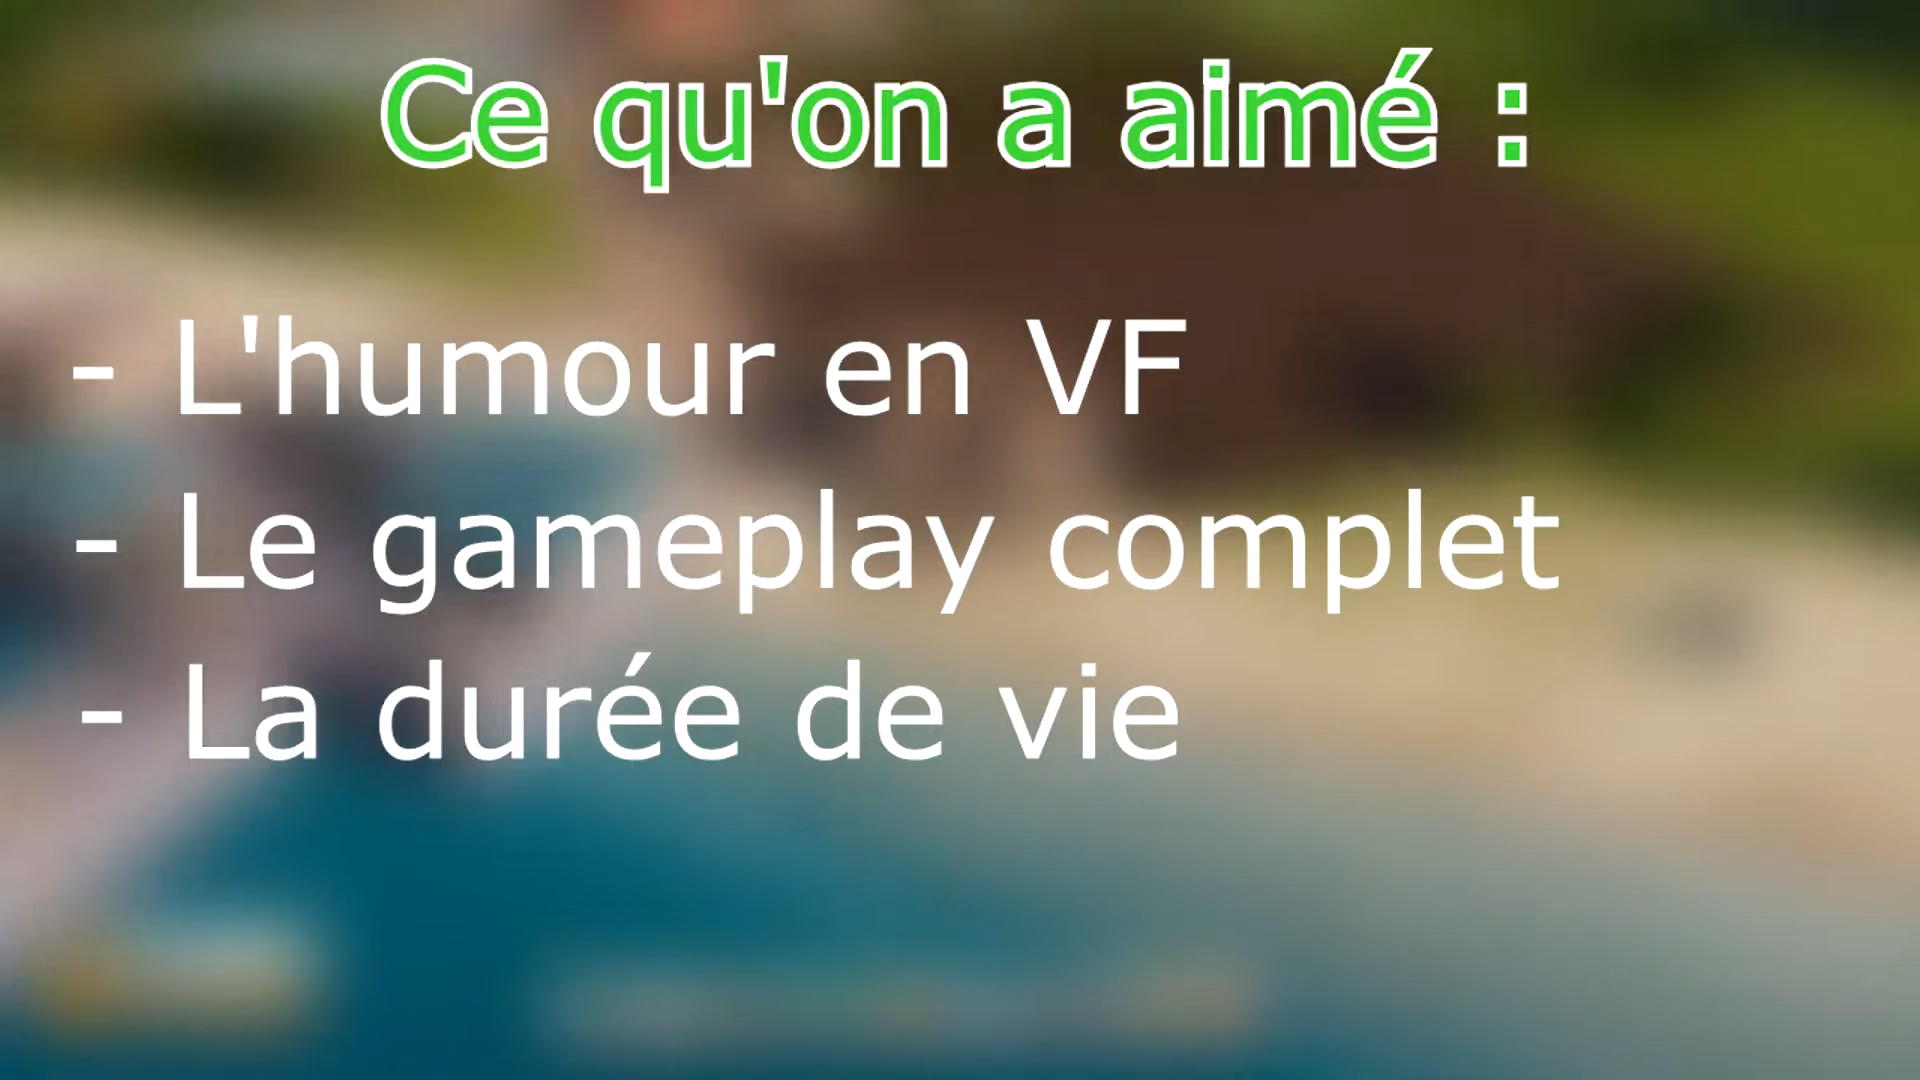 Ce qu'on a aimé :
- L'humour en VF
- Le gameplay complet
- La durée de vie